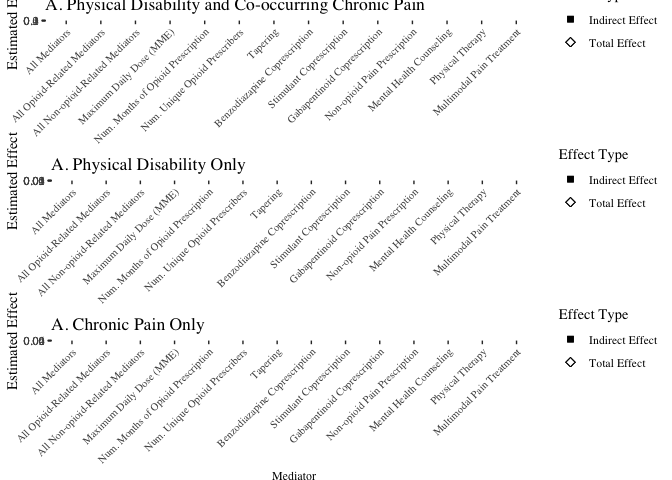 A. Physical Disability and Co-occurring Chronic Pain
Estimated E
All Mediators
All Opioid-Related Mediators
All Non-opioid-Related Mediators
Maximum Daily Dose (MME)
Num. Months of Opioid Prescription
Num. Unique Opioid Prescribers
Tapering
Benzodiazapine Coprescription
Stimulant Coprescription
Gabapentinoid Coprescription
Non-opioid Pain Prescription
Mental Health Counseling
Physical Therapy
Multimodal Pain Treatment
Indirect Effect
Total Effect
A. Physical Disability Only
Estimated Effect
All Mediators
All Opioid-Related Mediators
All Non-opioid-Related Mediators
Maximum Daily Dose (MME)
Num. Months of Opioid Prescription
Num. Unique Opioid Prescribers
Tapering
Benzodiazapine Coprescription
Stimulant Coprescription
Gabapentinoid Coprescription
Non-opioid Pain Prescription
Mental Health Counseling
Physical Therapy
Multimodal Pain Treatment
Effect Type
Indirect Effect
Total Effect
A. Chronic Pain Only
Estimated Effect
All Mediators
All Opioid-Related Mediators
All Non-opioid-Related Mediators
Maximum Daily Dose (MME)
Num. Months of Opioid Prescription
Num. Unique Opioid Prescribers
Tapering
Benzodiazapine Coprescription
Stimulant Coprescription
Gabapentinoid Coprescription
Non-opioid Pain Prescription
Mental Health Counseling
Physical Therapy
Multimodal Pain Treatment
Effect Type
Indirect Effect
Total Effect
Mediator